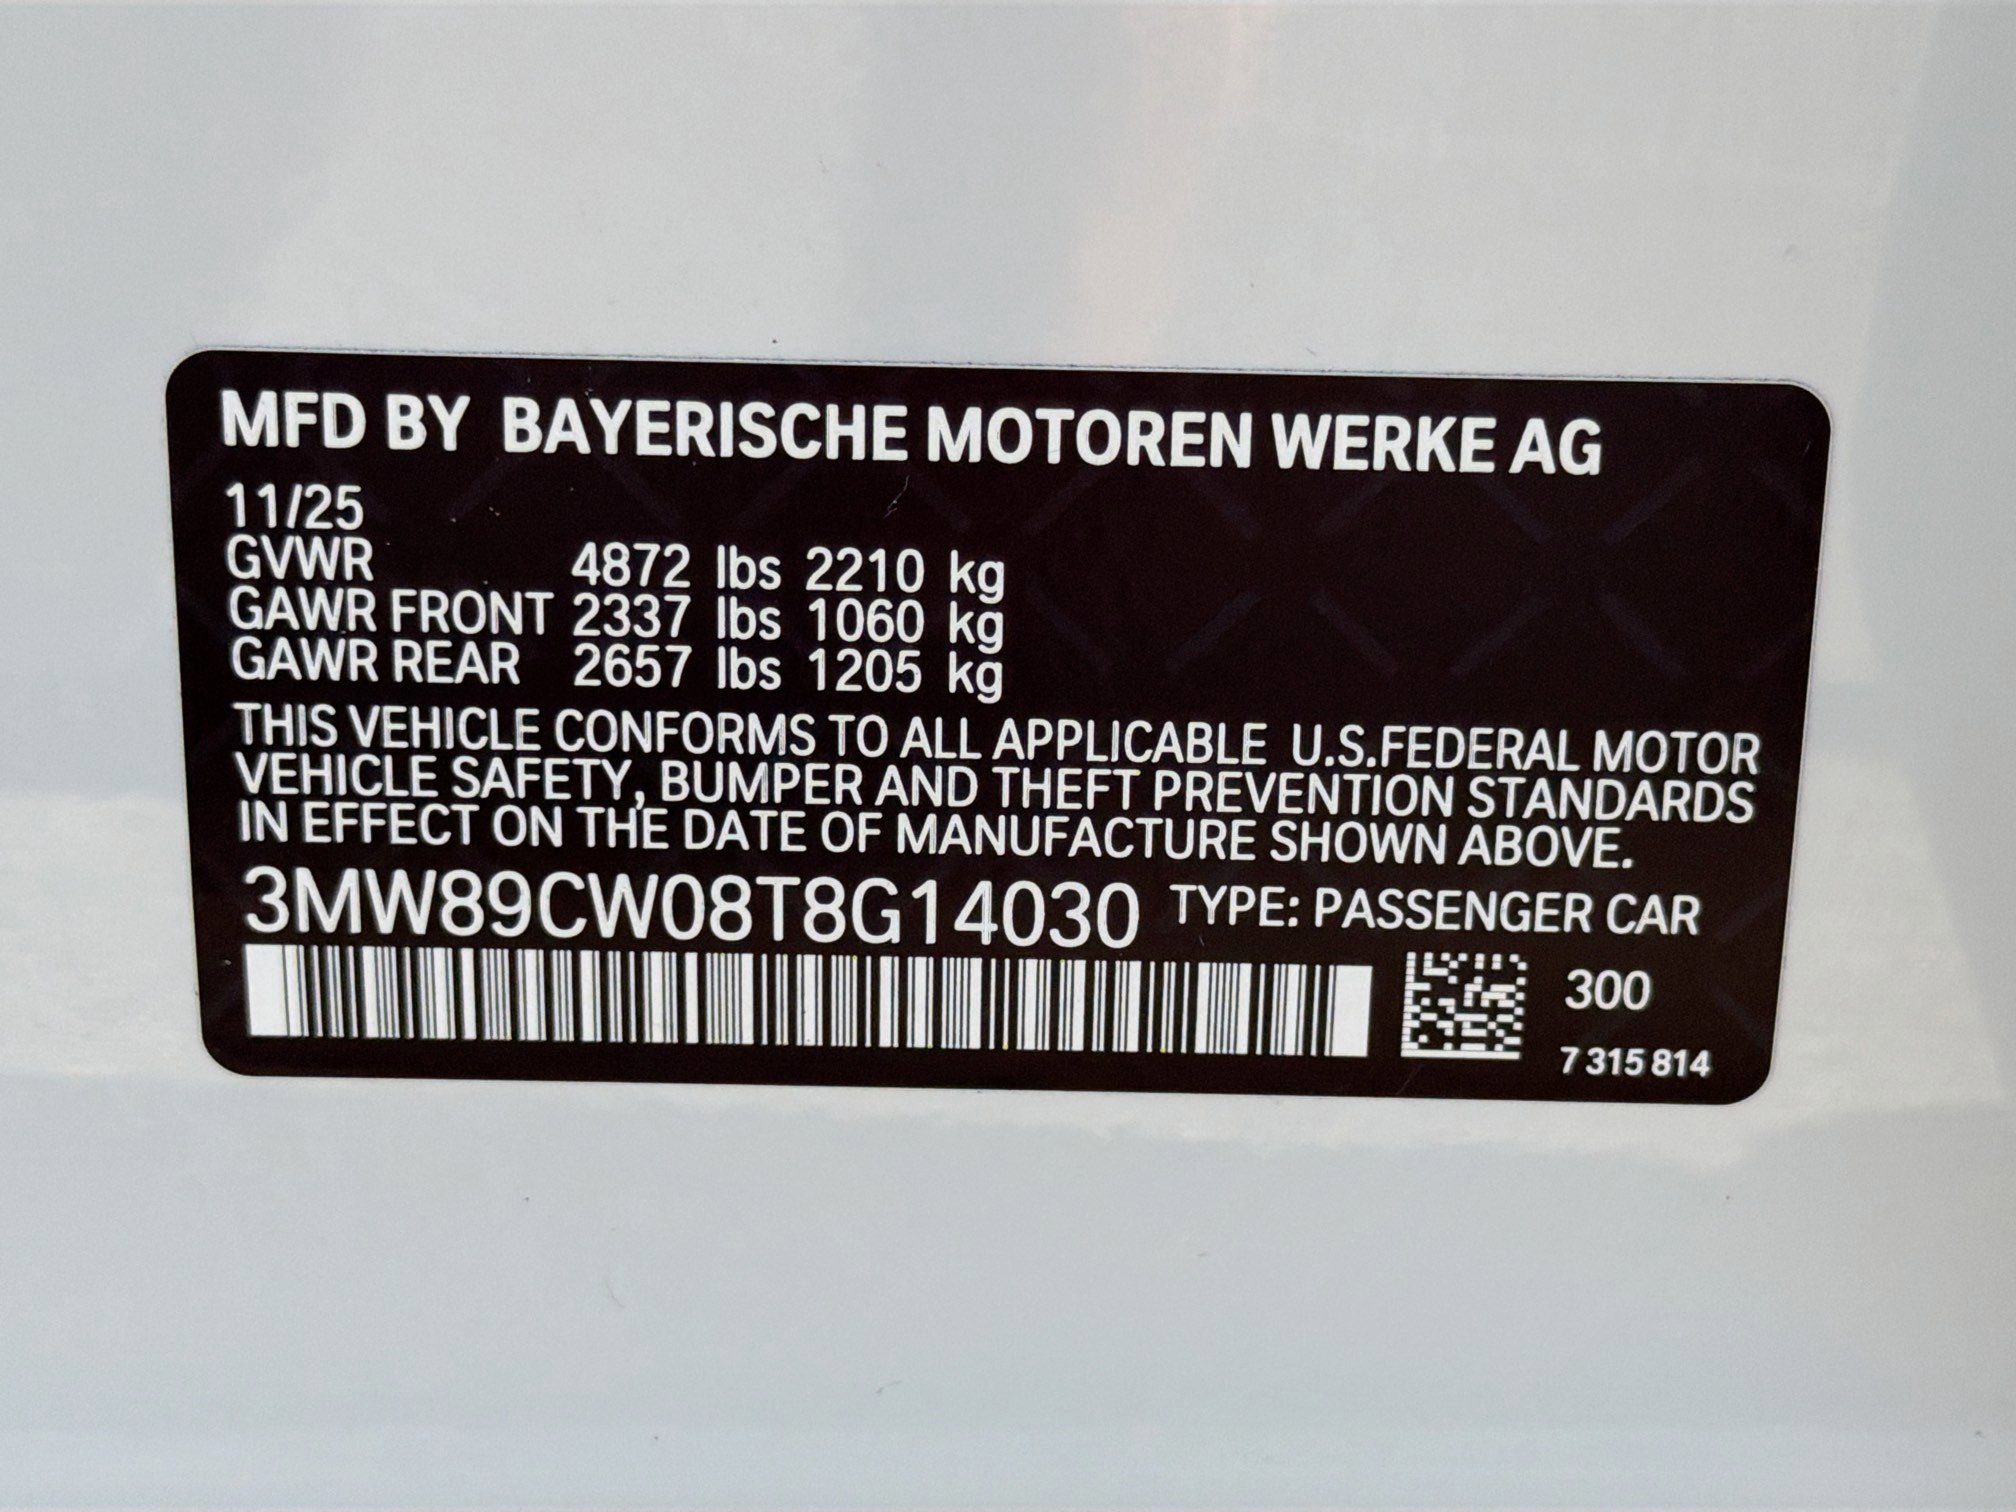 MFD BY BAYERISCHE MOTOREN WERKE AG
11/25
GVWR 4872 lbs 2210 kg
GAWR FRONT 2337 lbs 1060 kg
GAWR REAR 2657 lbs 1205 kg
THIS VEHICLE CONFORMS TO ALL APPLICABLE U.S.FEDERAL MOTOR
VEHICLE SAFETY, BUMPER AND THEFT PREVENTION STANDARDS
IN EFFECT ON THE DATE OF MANUFACTURE SHOWN ABOVE.
3MW89CW08T8G14030 TYPE: PASSENGER CAR
300
7 315 814